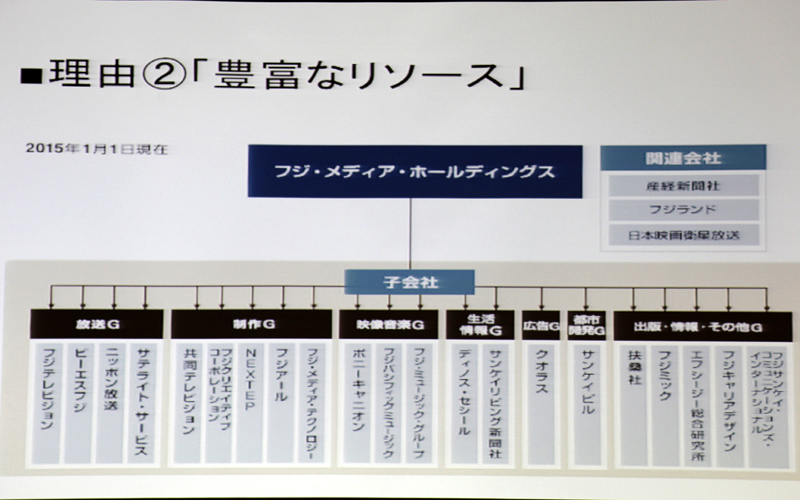 ■理由②「豊富なリソース」
2015年1月1日現在
フジ・メディア・ホールディングス
関連会社
産経新聞社
フジランド
日本映画衛星放送
子会社
放送G
フジテレビジョン
ビーエスフジ
ニッポン放送
サテライト・サービス
制作G
共同テレビジョン
フジクリエイティブ
コーポレーション
NEXTEP
フジアール
フジ・メディア・テクノロジー
映像音楽G
ポニーキャニオン
フジパシフィックミュージック
フジ・ミュージック・グループ
生活
情報G
ディノス・セシール
サンケイリビング新聞社
広告G
クオラス
都市
開発G
サンケイビル
出版・情報・その他G
扶桑社
フジミック
エフシージー総合研究所
フジキャリアデザイン
フジサンケイ・
コミュニケーションズ・
インターナショナル